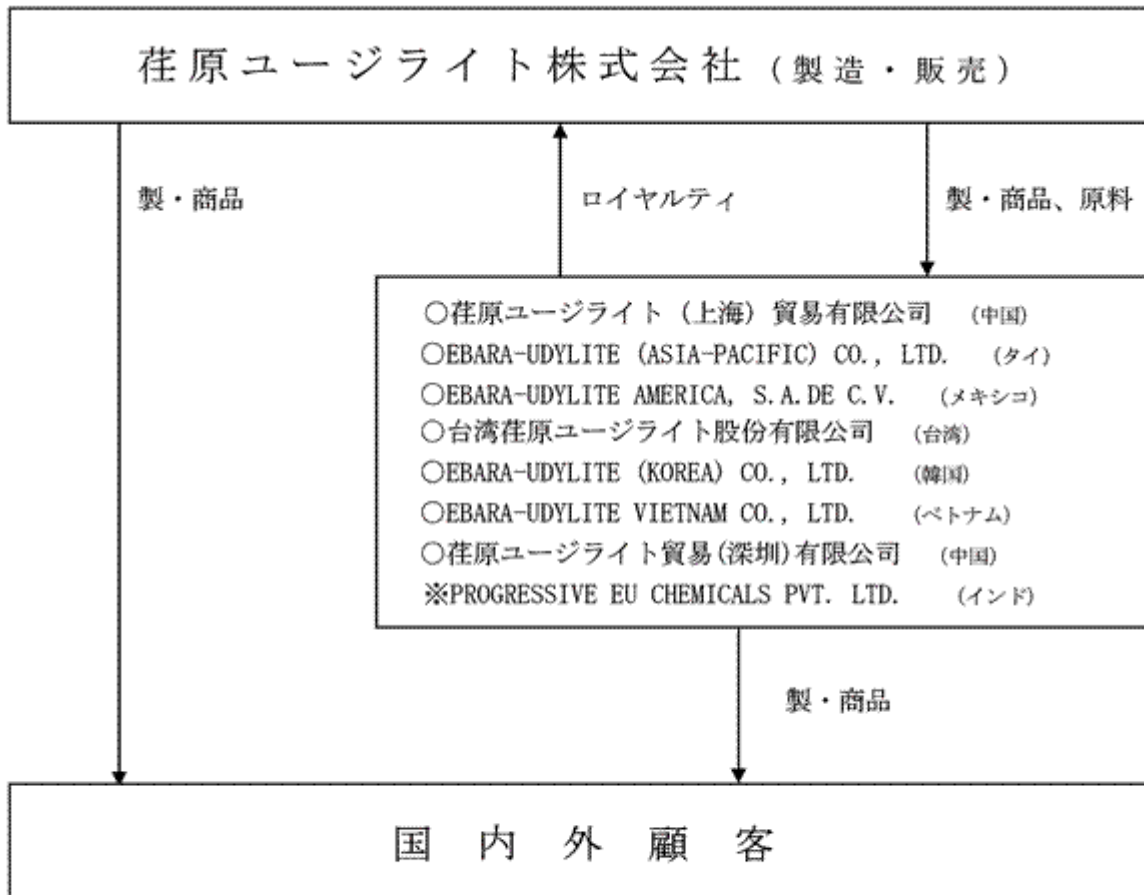 荏原ユージライト株式会社（製造・販売）
製・商品
ロイヤルティ
製・商品、原料
○荏原ユージライト（上海）貿易有限公司 (中国)
○EBARA-UDYLITE (ASIA-PACIFIC) CO., LTD. (タイ)
○EBARA-UDYLITE AMERICA, S.A.DE C.V. (メキシコ)
○台湾荏原ユージライト股份有限公司 (台湾)
○EBARA-UDYLITE (KOREA) CO., LTD. (韓国)
○EBARA-UDYLITE VIETNAM CO., LTD. (ベトナム)
○荏原ユージライト貿易(深圳)有限公司 (中国)
※PROGRESSIVE EU CHEMICALS PVT. LTD. (インド)
製・商品
国内外顧客